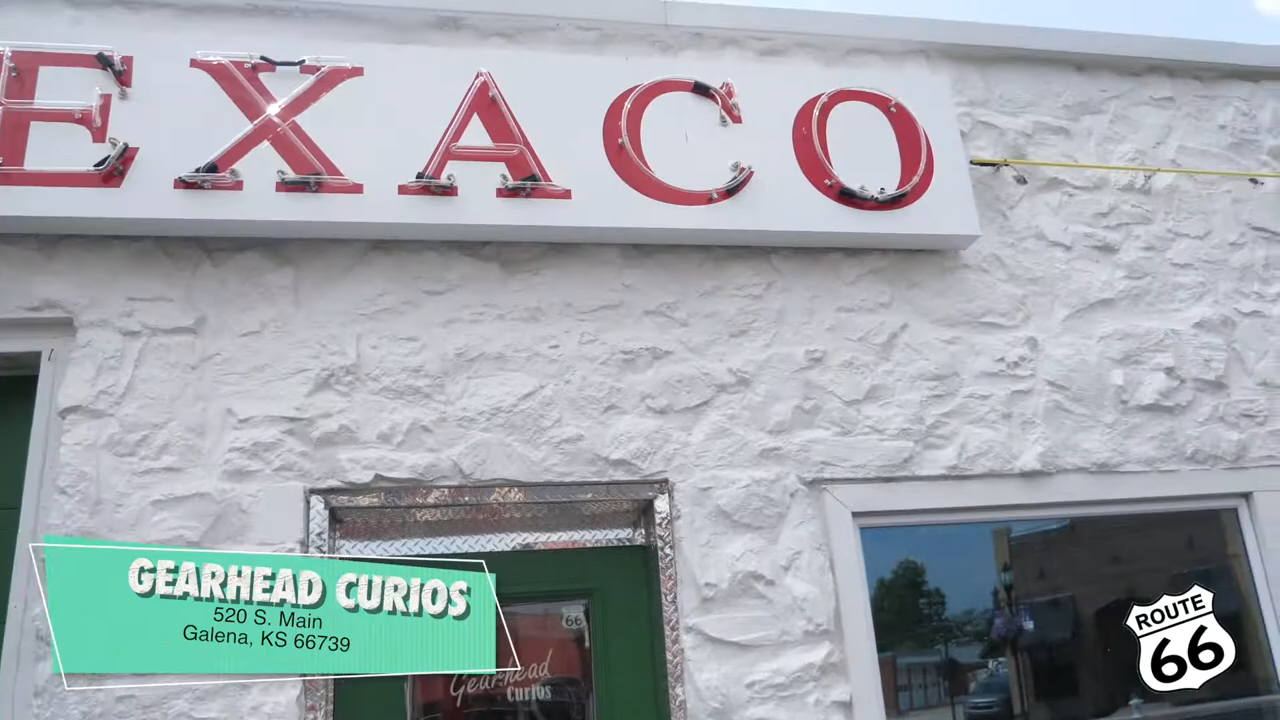 EXACO
GEARHEAD CURIOS
520 S. Main
Galena, KS 66739
66
Gearhead
Curios
ROUTE
66